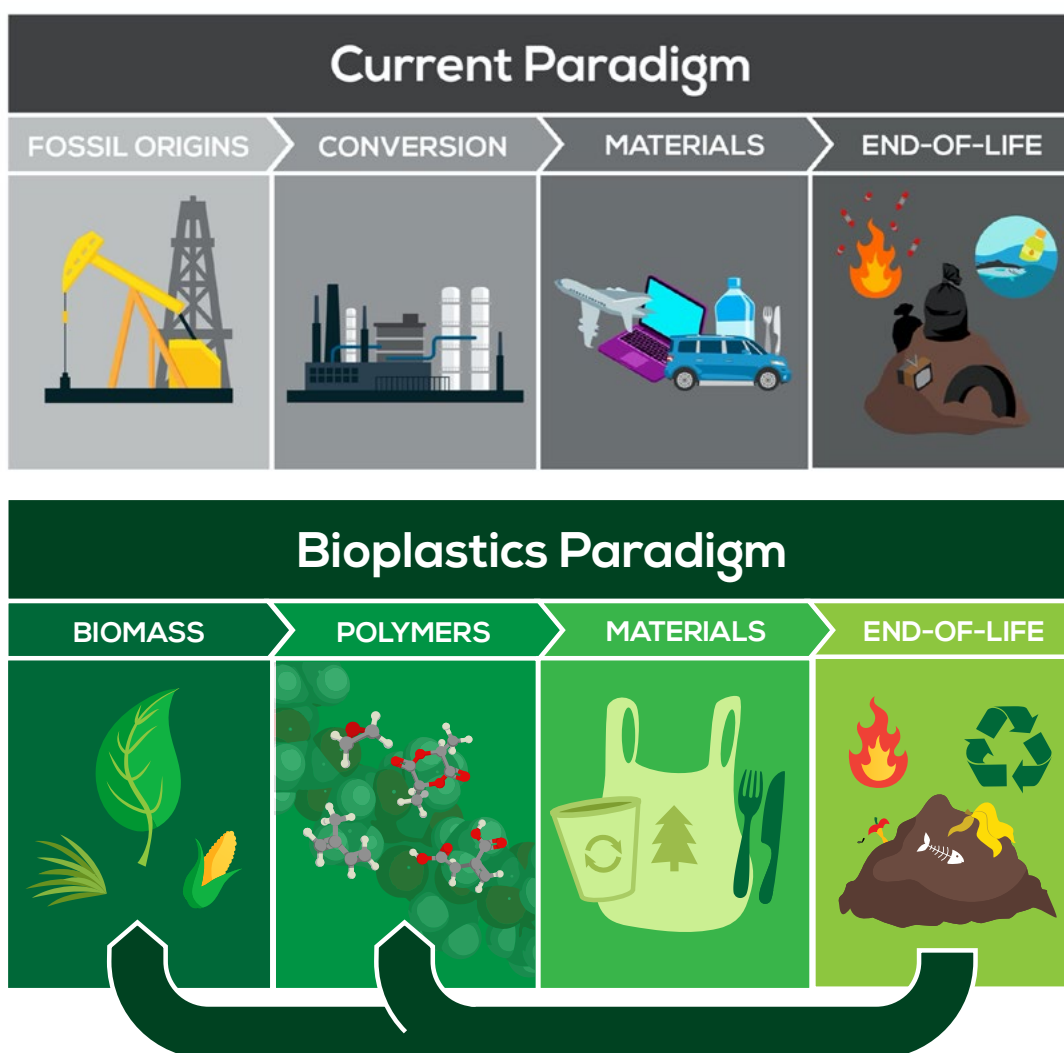 Current Paradigm
FOSSIL ORIGINS
CONVERSION
MATERIALS
END-OF-LIFE
Bioplastics Paradigm
BIOMASS
POLYMERS
MATERIALS
END-OF-LIFE